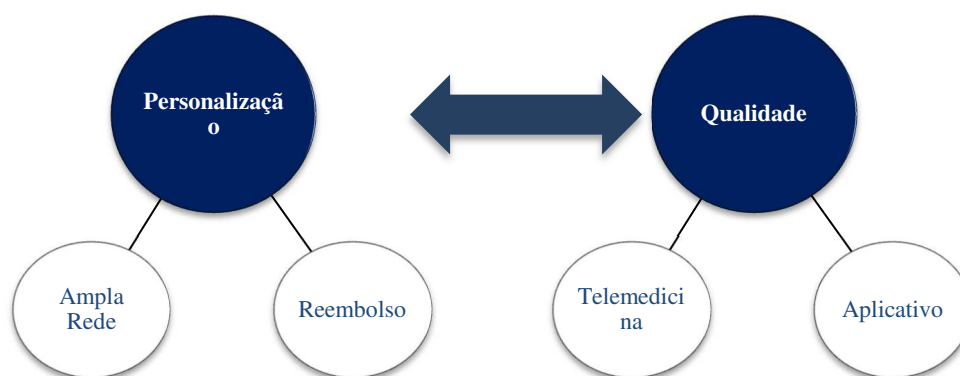 Personalizaçã
o
Qualidade
Ampla
Rede
Reembolso
Telemedici
na
Aplicativo